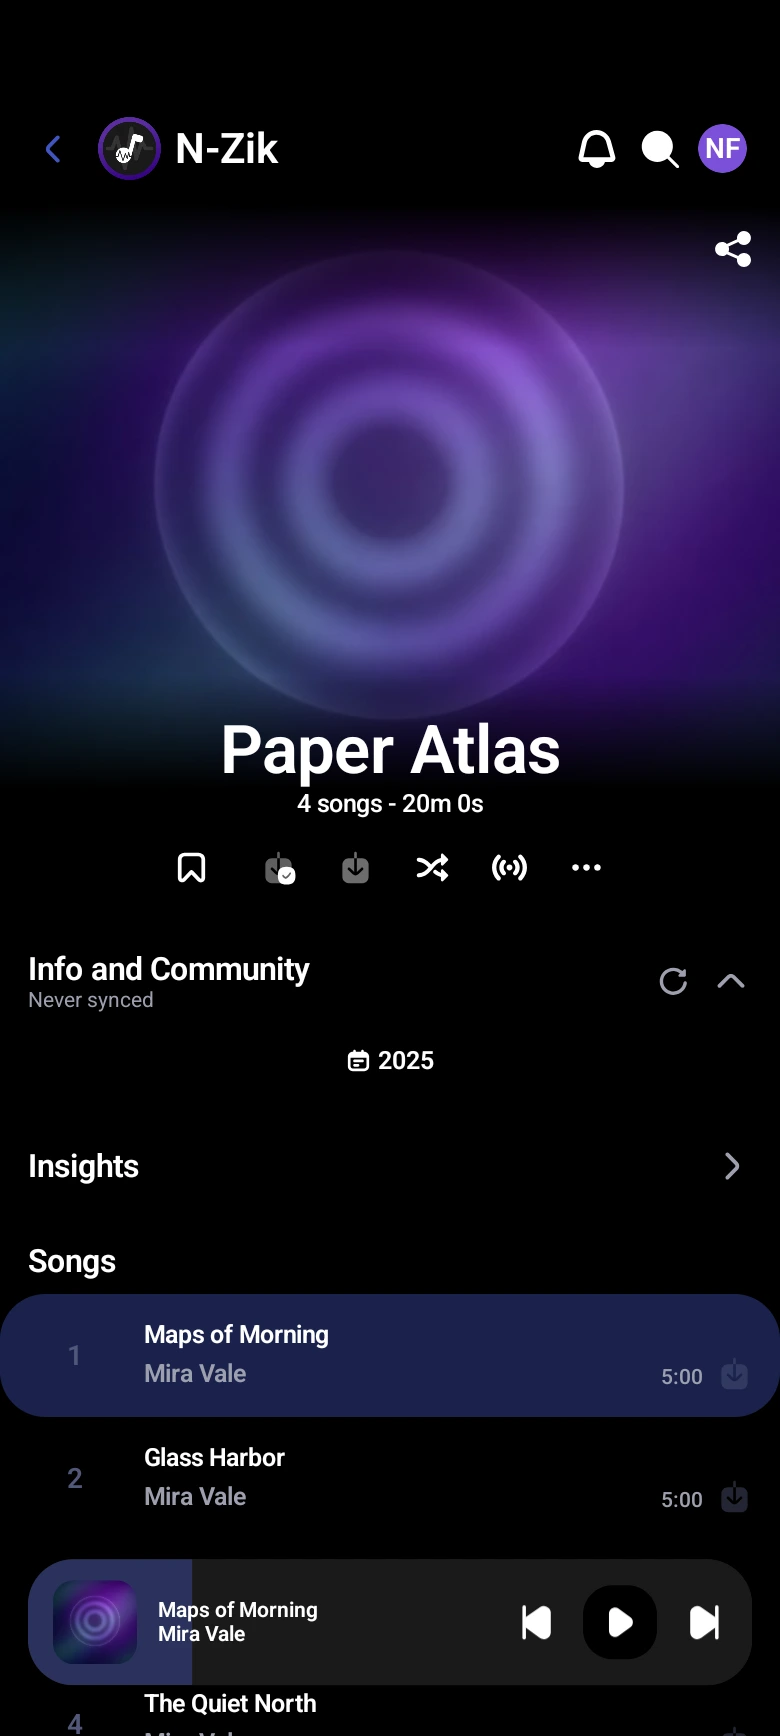 N-Zik
NF
Paper Atlas
4 songs - 20m 0s
Info and Community
Never synced
2025
Insights
Songs
1
Maps of Morning
Mira Vale
5:00
2
Glass Harbor
Mira Vale
5:00
Maps of Morning
Mira Vale
The Quiet North
4